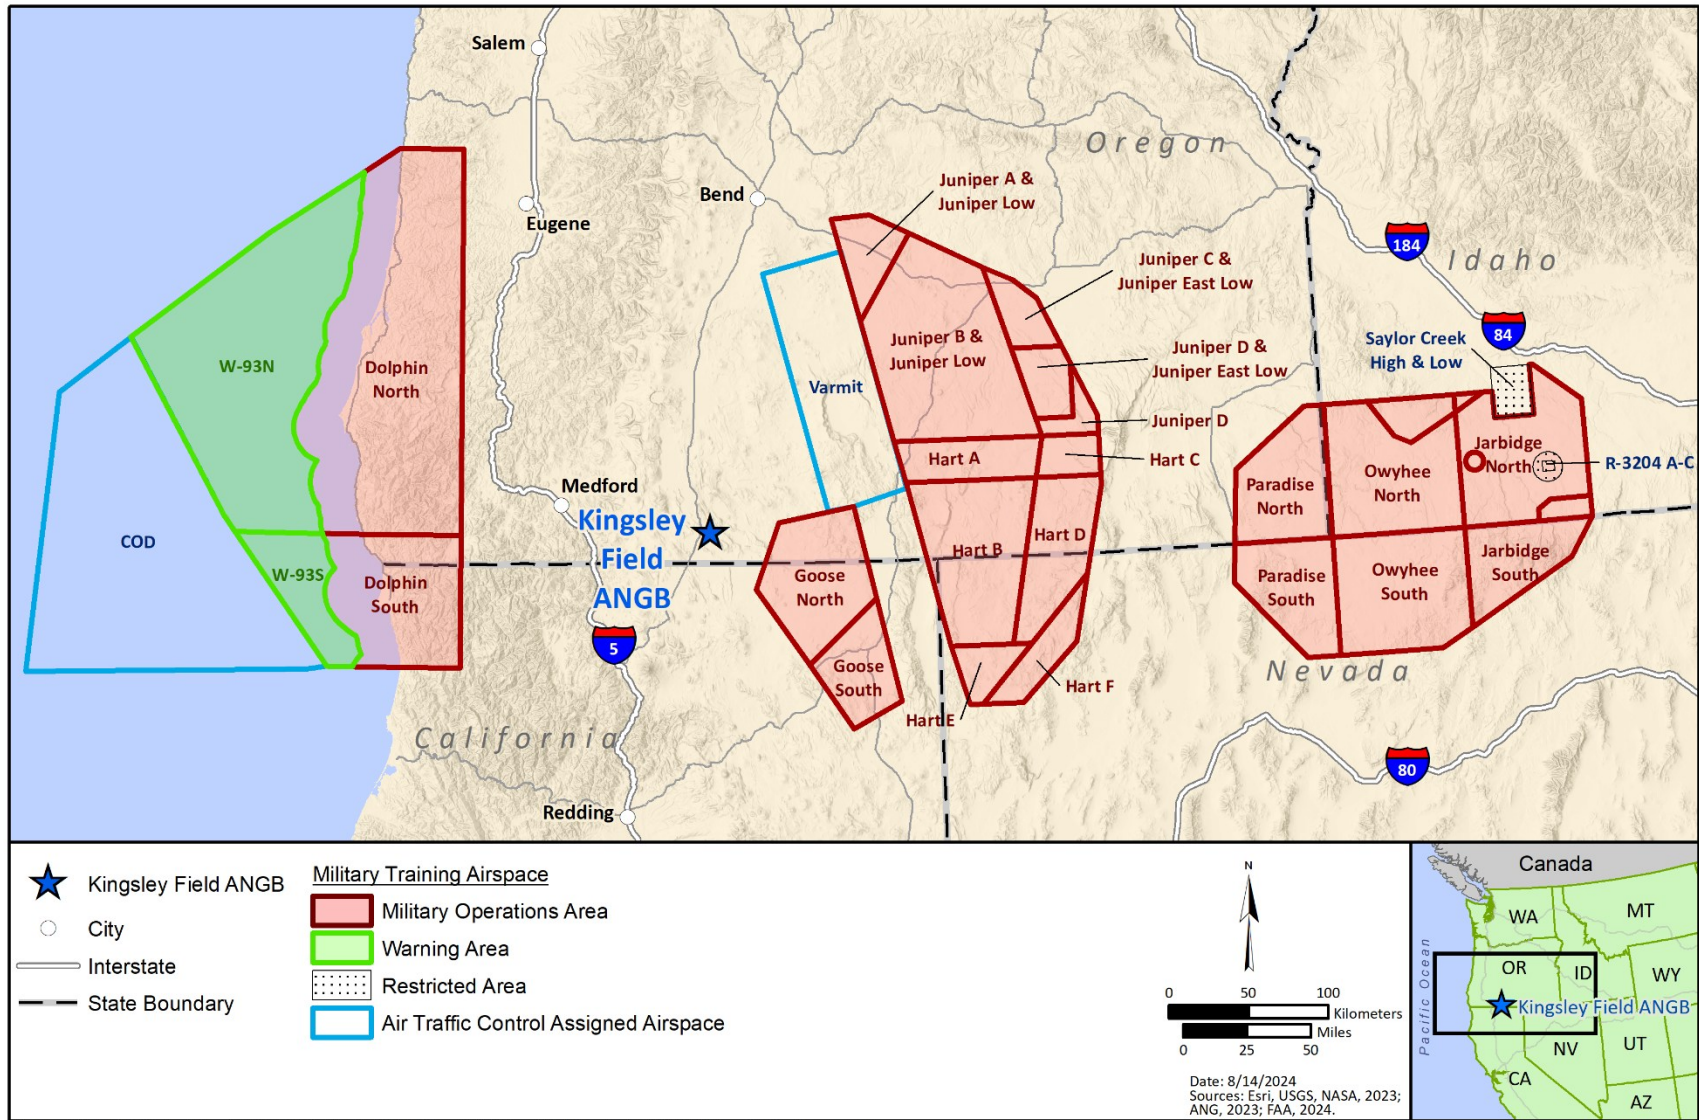 Salem
Eugene
Bend
Oregon
Idaho
184
84
Juniper A &
Juniper Low
Juniper C &
Juniper East Low
Juniper B &
Juniper Low
Juniper D &
Juniper East Low
Juniper D
Saylor Creek
High & Low
W-93N
Dolphin
North
Varmit
Hart A
Hart C
Jarbidge
North
R-3204 A-C
Owyhee
North
Paradise
North
Medford
Kingsley
Field
ANGB
COD
W-93S
Dolphin
South
Goose
North
Hart B
Hart D
Paradise
South
Owyhee
South
Jarbidge
South
5
Goose
South
Hart E
Hart F
Nevada
California
80
Redding
Kingsley Field ANGB
City
Interstate
State Boundary
Military Training Airspace
Military Operations Area
Warning Area
Restricted Area
Air Traffic Control Assigned Airspace
N
0 50 100
Kilometers
Miles
0 25 50
Date: 8/14/2024
Sources: Esri, USGS, NASA, 2023;
ANG, 2023; FAA, 2024.
Canada
WA
MT
OR
ID
WY
Kingsley Field ANGB
Pacific Ocean
NV
UT
CA
AZ